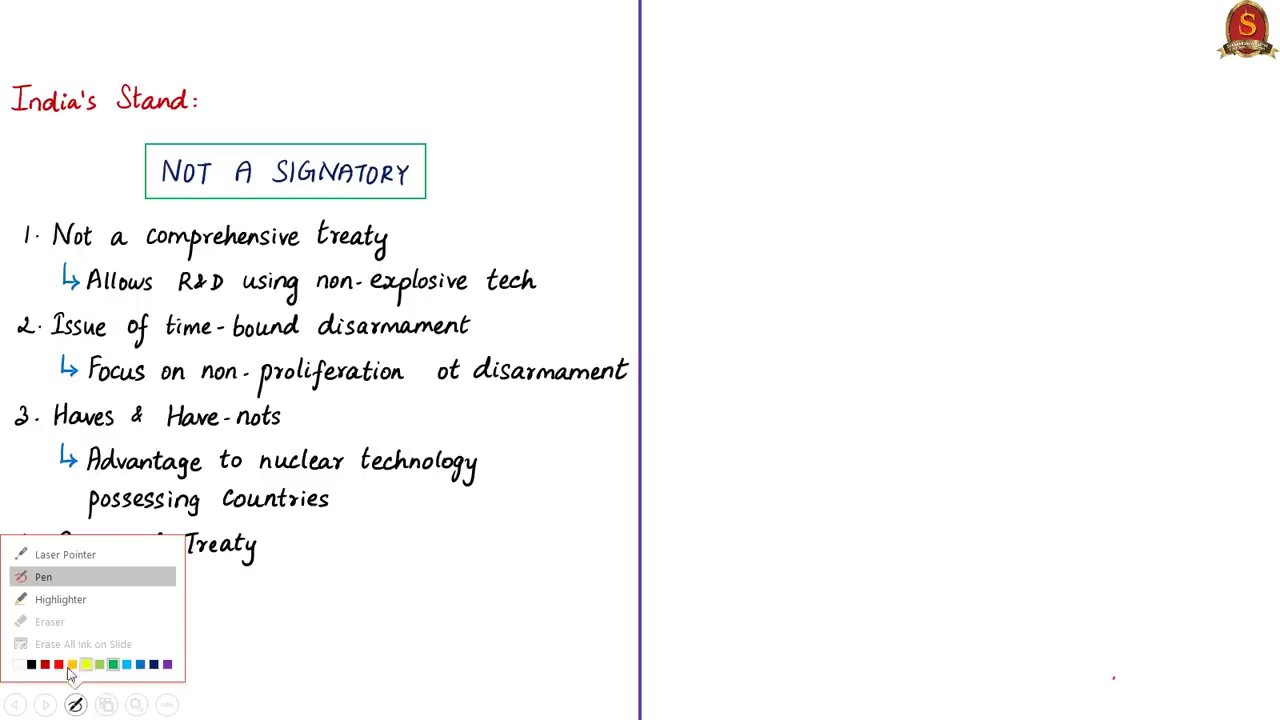 India's Stand:
NOT A SIGNATORY
1. Not a comprehensive treaty
↳ Allows R&D using non-explosive tech
2. Issue of time-bound disarmament
↳ Focus on non-proliferation ot disarmament
3. Haves & Have-nots
↳ Advantage to nuclear technology
possessing countries
Treaty
Laser Pointer
Pen
Highlighter
Eraser
Erase All Ink on Slide
S